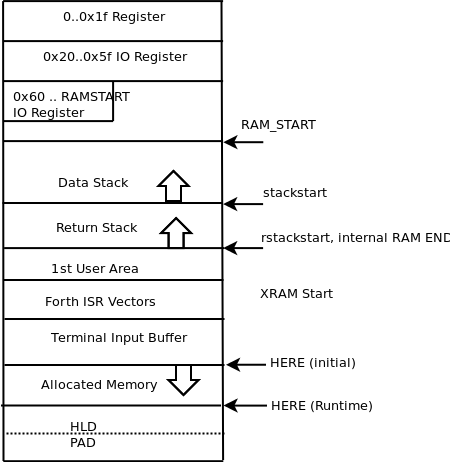 0..0x1f Register
0x20..0x5f IO Register
0x60 .. RAMSTART
IO Register
RAM_START
Data Stack
stackstart
Return Stack
rstackstart, internal RAM END
1st User Area
Forth ISR Vectors
XRAM Start
Terminal Input Buffer
HERE (initial)
Allocated Memory
HERE (Runtime)
HLD
PAD